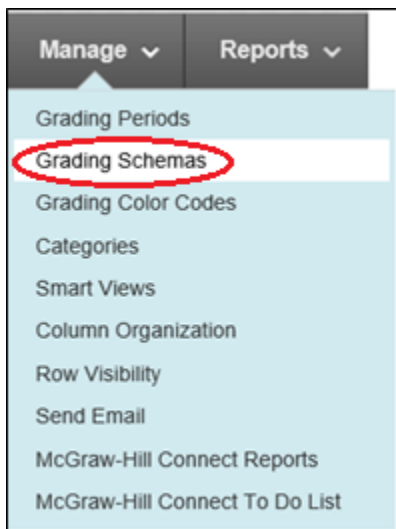 Manage Reports
Grading Periods
Grading Schemas
Grading Color Codes
Categories
Smart Views
Column Organization
Row Visibility
Send Email
McGraw-Hill Connect Reports
McGraw-Hill Connect To Do List